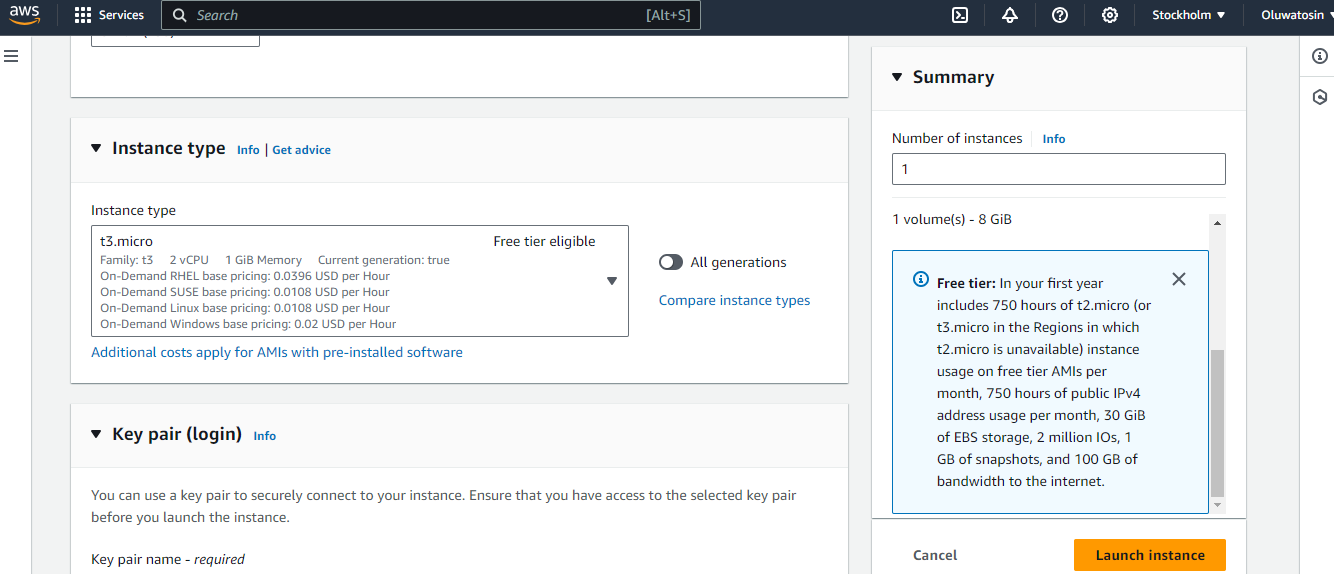 aws
Services
Search
[Alt+S]
Stockholm
Oluwatosin
Instance type
Info | Get advice
Instance type
t3.micro
Free tier eligible
Family: t3 2 vCPU 1 GiB Memory Current generation: true
On-Demand RHEL base pricing: 0.0396 USD per Hour
On-Demand SUSE base pricing: 0.0108 USD per Hour
On-Demand Linux base pricing: 0.0108 USD per Hour
On-Demand Windows base pricing: 0.02 USD per Hour
All generations
Compare instance types
Additional costs apply for AMIs with pre-installed software
Key pair (login)
Info
You can use a key pair to securely connect to your instance. Ensure that you have access to the selected key pair
before you launch the instance.
Key pair name - required
Summary
Number of instances
Info
1
1 volume(s) - 8 GiB
Free tier: In your first year
includes 750 hours of t2.micro (or
t3.micro in the Regions in which
t2.micro is unavailable) instance
usage on free tier AMIs per
month, 750 hours of public IPv4
address usage per month, 30 GiB
of EBS storage, 2 million IOs, 1
GB of snapshots, and 100 GB of
bandwidth to the internet.
Cancel
Launch instance